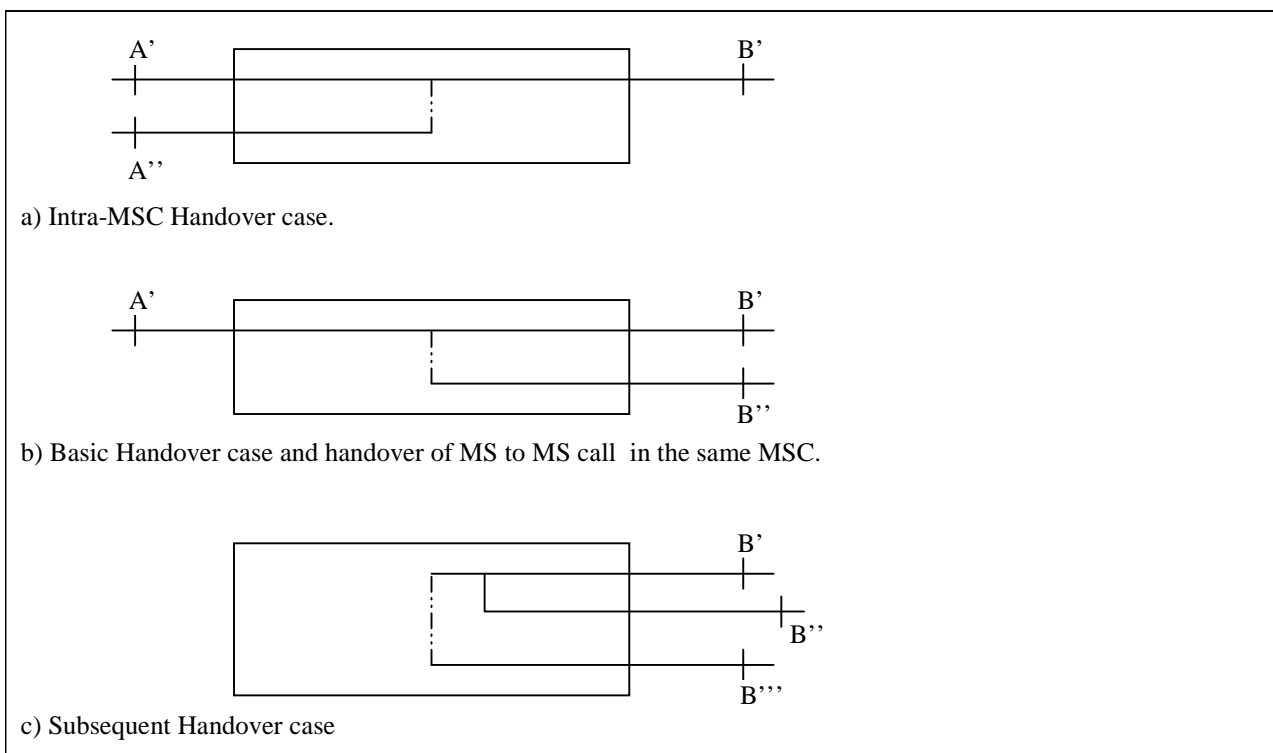 A’ B’
A’’
a) Intra-MSC Handover case.
A’ B’
B’’
b) Basic Handover case and handover of MS to MS call in the same MSC.
B’
B’’
B’’’
c) Subsequent Handover case